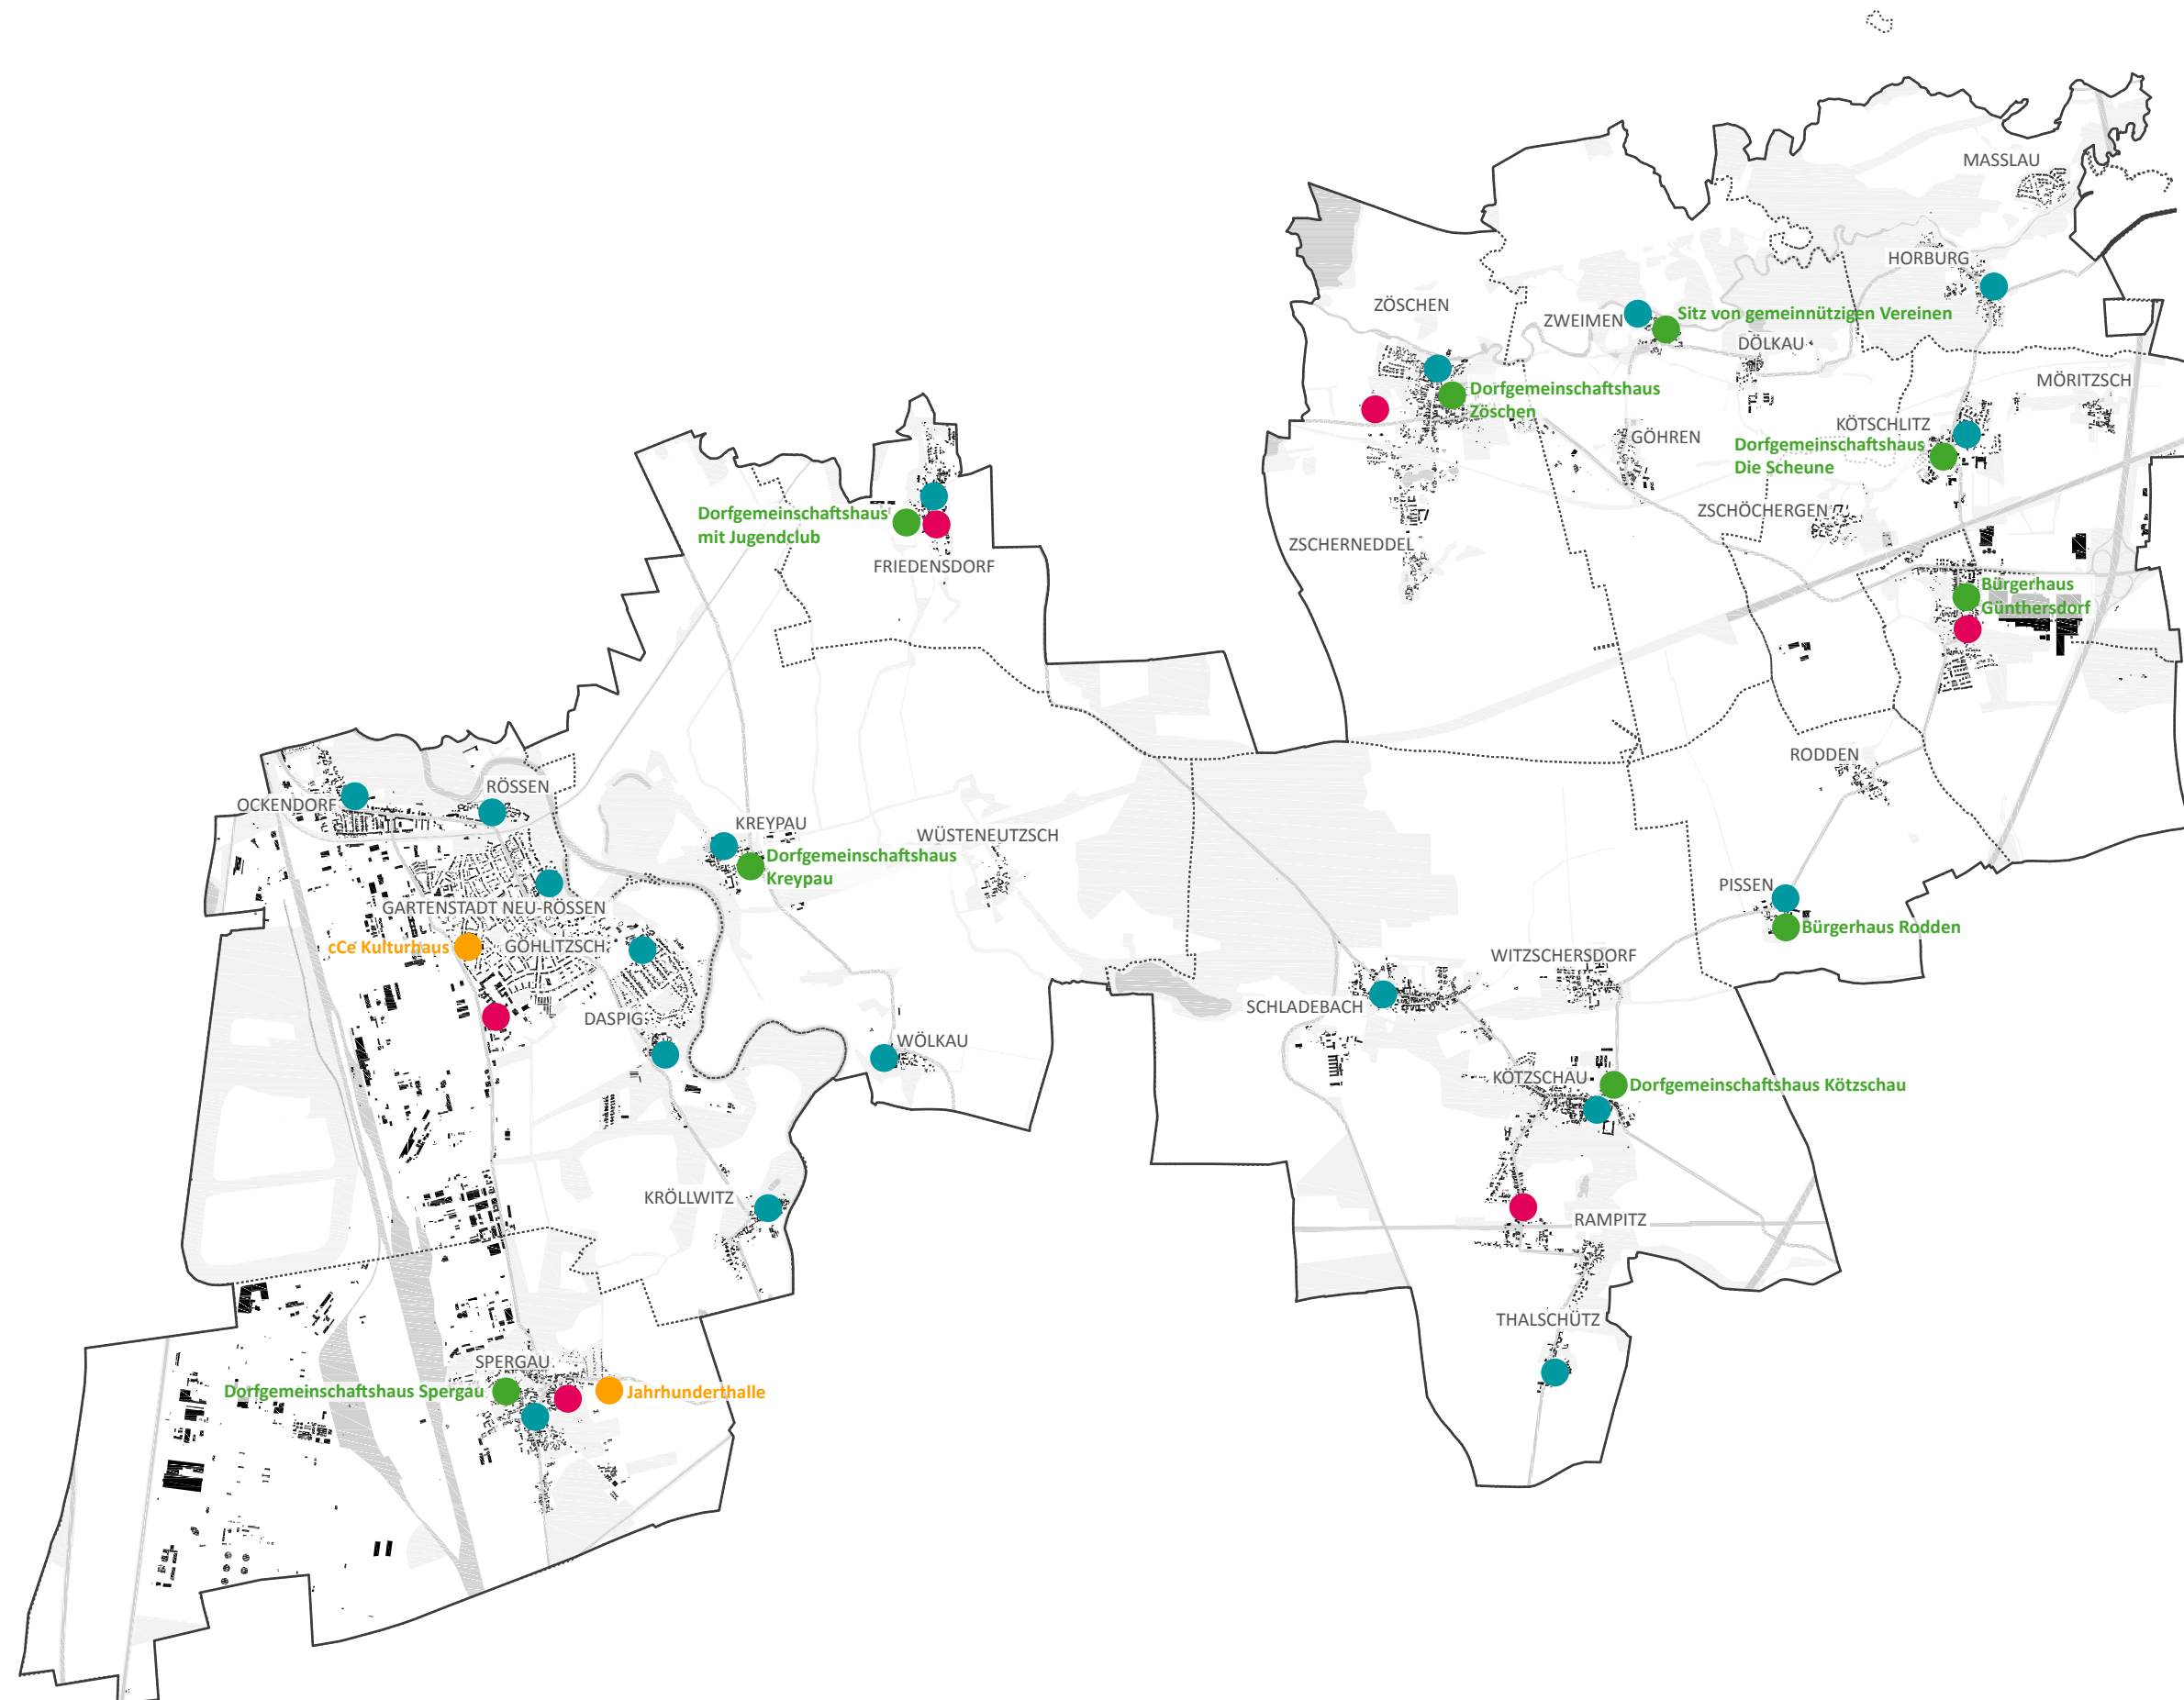 MASSLAU
HORBURG
ZÖSCHEN
ZWEIMEN
Sitz von gemeinnützigen Vereinen
DÖLKAU
MÖRITZSCH
Dorfgemeinschaftshaus
Zöschen
KÖTSCHLITZ
GÖHREN
Dorfgemeinschaftshaus
Die Scheune
ZSCHÖCHERGEN
Dorfgemeinschaftshaus
mit Jugendclub
ZSCHERNEDDEL
FRIEDENSDORF
Bürgerhaus
Günthersdorf
RODDEN
RÖSSEN
OCKENDORF
KREYPAU
WÜSTENEUTZSCH
Dorfgemeinschaftshaus
Kreypau
PISSEN
GARTENSTADT NEU-RÖSSEN
Bürgerhaus Rodden
cCe Kulturhaus
GÖHLITZSCH
WITZSCHERSDORF
SCHLADEBACH
DASPIG
WÖLKAU
KÖTZSCHAU
Dorfgemeinschaftshaus Kötzschau
KRÖLLWITZ
RAMPITZ
THALSCHÜTZ
SPERGAU
Dorfgemeinschaftshaus Spergau
Jahrhunderthalle